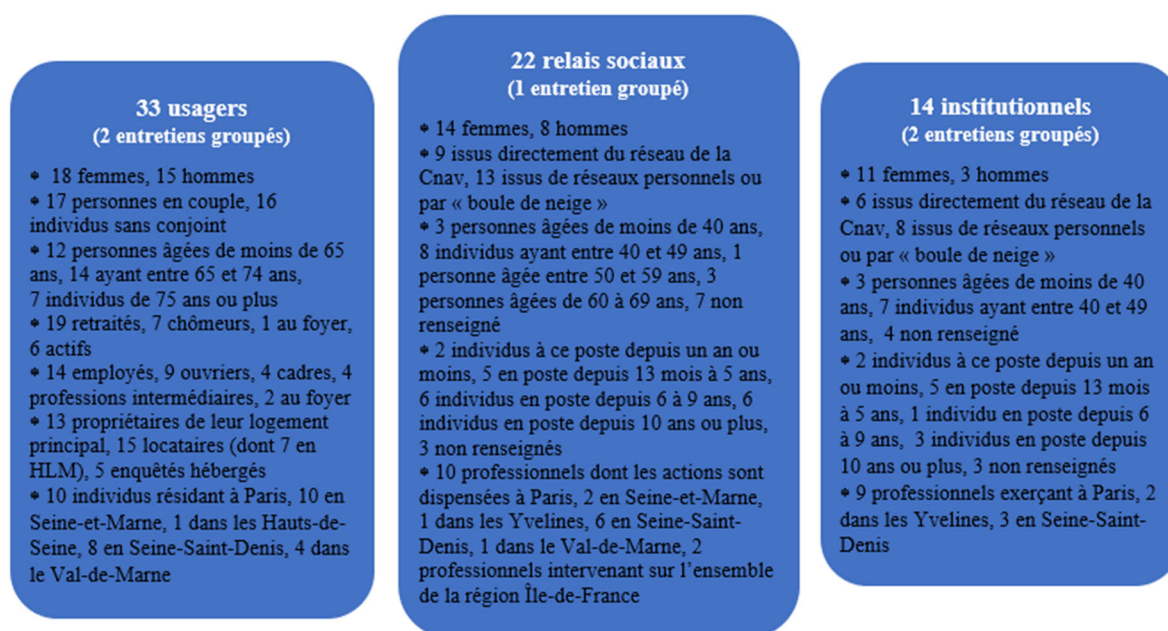 33 usagers
(2 entretiens groupés)
• 18 femmes, 15 hommes
• 17 personnes en couple, 16
individus sans conjoint
• 12 personnes âgées de moins de 65
ans, 14 ayant entre 65 et 74 ans,
7 individus de 75 ans ou plus
• 19 retraités, 7 chômeurs, 1 au foyer,
6 actifs
• 14 employés, 9 ouvriers, 4 cadres, 4
professions intermédiaires, 2 au foyer
• 13 propriétaires de leur logement
principal, 15 locataires (dont 7 en
HLM), 5 enquêtés hébergés
• 10 individus résidant à Paris, 10 en
Seine-et-Marne, 1 dans les Hauts-de-
Seine, 8 en Seine-Saint-Denis, 4 dans
le Val-de-Marne
22 relais sociaux
(1 entretien groupé)
• 14 femmes, 8 hommes
• 9 issus directement du réseau de la
Cnav, 13 issus de réseaux personnels ou
par « boule de neige »
• 3 personnes âgées de moins de 40 ans,
8 individus ayant entre 40 et 49 ans, 1
personne âgée entre 50 et 59 ans, 3
personnes âgées de 60 à 69 ans, 7 non
renseigné
• 2 individus à ce poste depuis un an ou
moins, 5 en poste depuis 13 mois à 5 ans,
6 individus en poste depuis 6 à 9 ans, 6
individus en poste depuis 10 ans ou plus,
3 non renseignés
• 10 professionnels dont les actions sont
dispensées à Paris, 2 en Seine-et-Marne,
1 dans les Yvelines, 6 en Seine-Saint-
Denis, 1 dans le Val-de-Marne, 2
professionnels intervenant sur l'ensemble
de la région Île-de-France
14 institutionnels
(2 entretiens groupés)
• 11 femmes, 3 hommes
• 6 issus directement du réseau de la
Cnav, 8 issus de réseaux personnels
ou par « boule de neige »
• 3 personnes âgées de moins de 40
ans, 7 individus ayant entre 40 et 49
ans, 4 non renseigné
• 2 individus à ce poste depuis un an
ou moins, 5 en poste depuis 13 mois
à 5 ans, 1 individu en poste depuis 6
à 9 ans, 3 individus en poste depuis
10 ans ou plus, 3 non renseignés
• 9 professionnels exerçant à Paris, 2
dans les Yvelines, 3 en Seine-Saint-
Denis